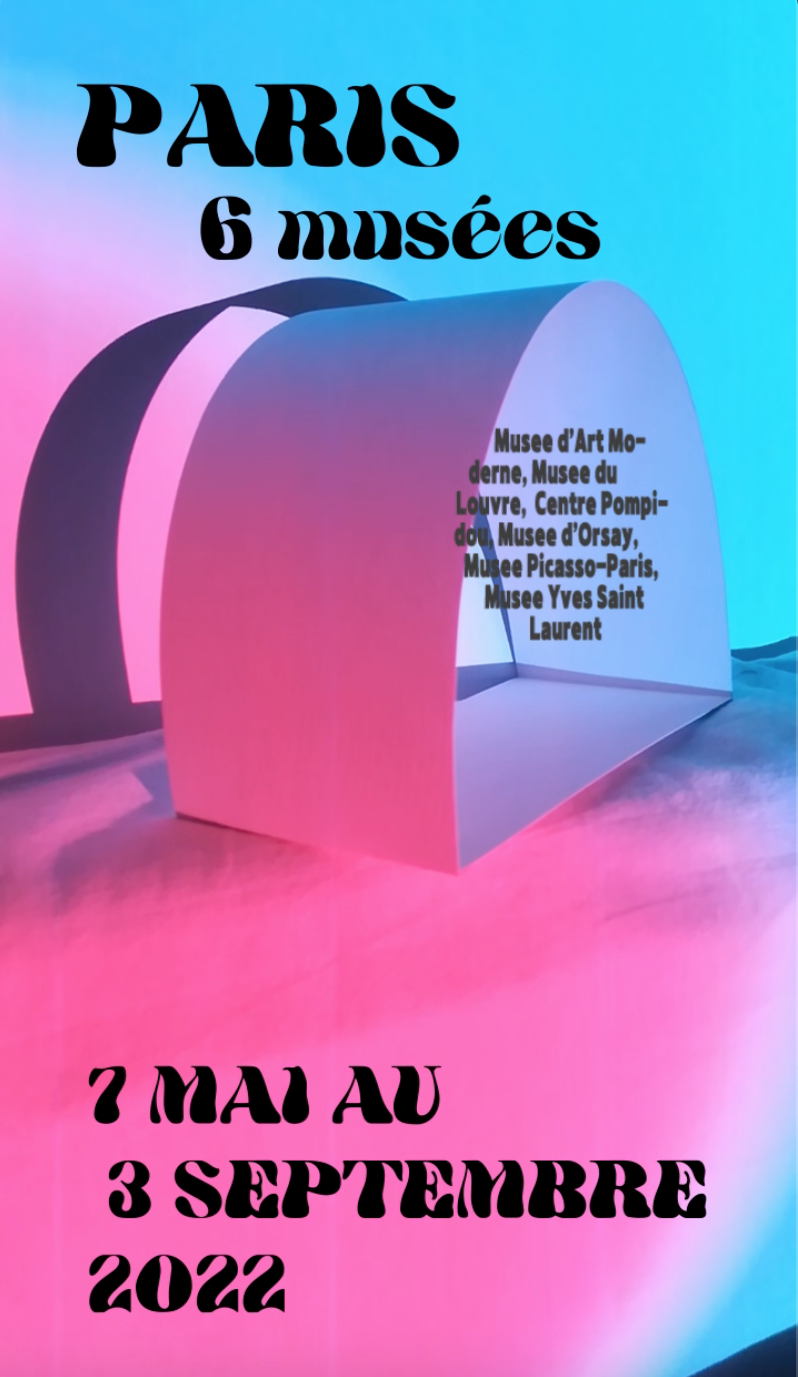 PARIS
6 musées
Musee d'Art Mo-
derne, Musee du
Louvre, Centre Pompi-
dou, Musee d'Orsay,
Musee Picasso-Paris,
Musee Yves Saint
Laurent
7 MAI AU
3 SEPTEMBRE
2022